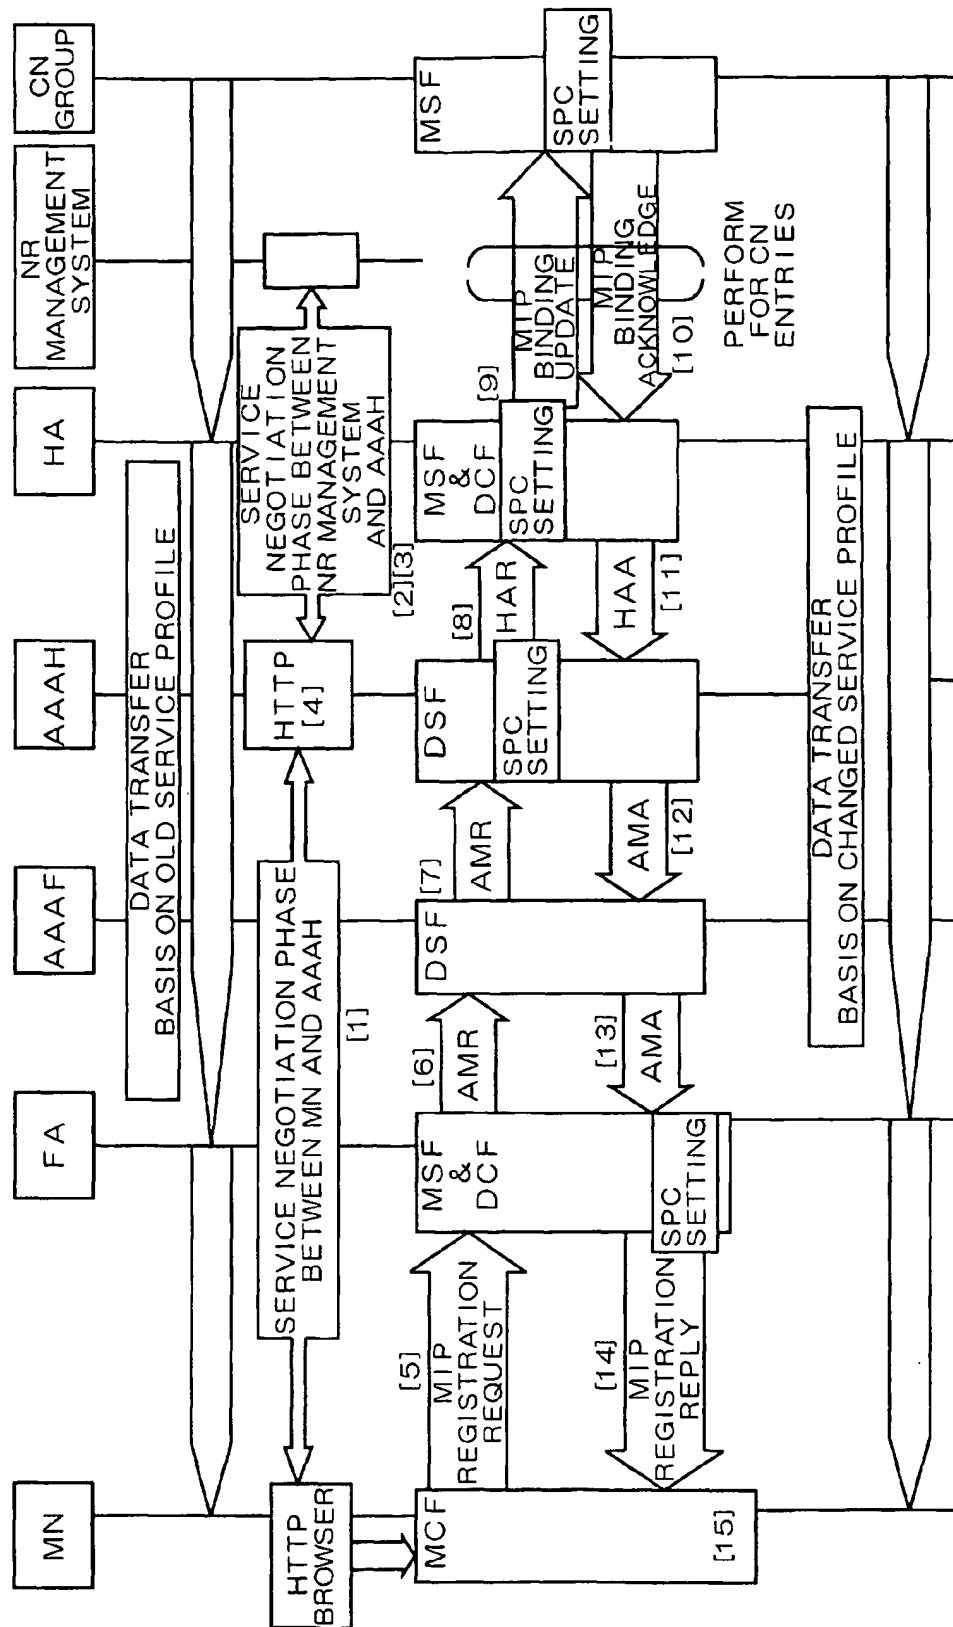 MN
FA
AAAF
AAAH
HA
NR
MANAGEMENT
SYSTEM
CN
GROUP
DATA TRANSFER
BASIS ON OLD SERVICE PROFILE
HTTP
BROWSER
SERVICE NEGOTIATION PHASE
BETWEEN MN AND AAAH
[1]
HTTP
[4]
SERVICE
NEGOTIATION
PHASE BETWEEN
NR MANAGEMENT
SYSTEM
AND AAAH
[2][3]
MCF
[5]
MIP
REGISTRATION
REQUEST
MSF
&
DCF
[6]
AMR
DSF
[7]
AMR
DSF
SPC
SETTING
[8]
HAR
MSF
&
DCF
SPC
SETTING
[9]
MIP
BINDING
UPDATE
MSF
SPC
SETTING
MIP
BINDING
ACKNOWLEDGE
[10]
PERFORM
FOR CN
ENTRIES
HAA
[11]
AMA
[12]
[13]
AMA
SPC
SETTING
[14]
MIP
REGISTRATION
REPLY
[15]
DATA TRANSFER
BASIS ON CHANGED SERVICE PROFILE